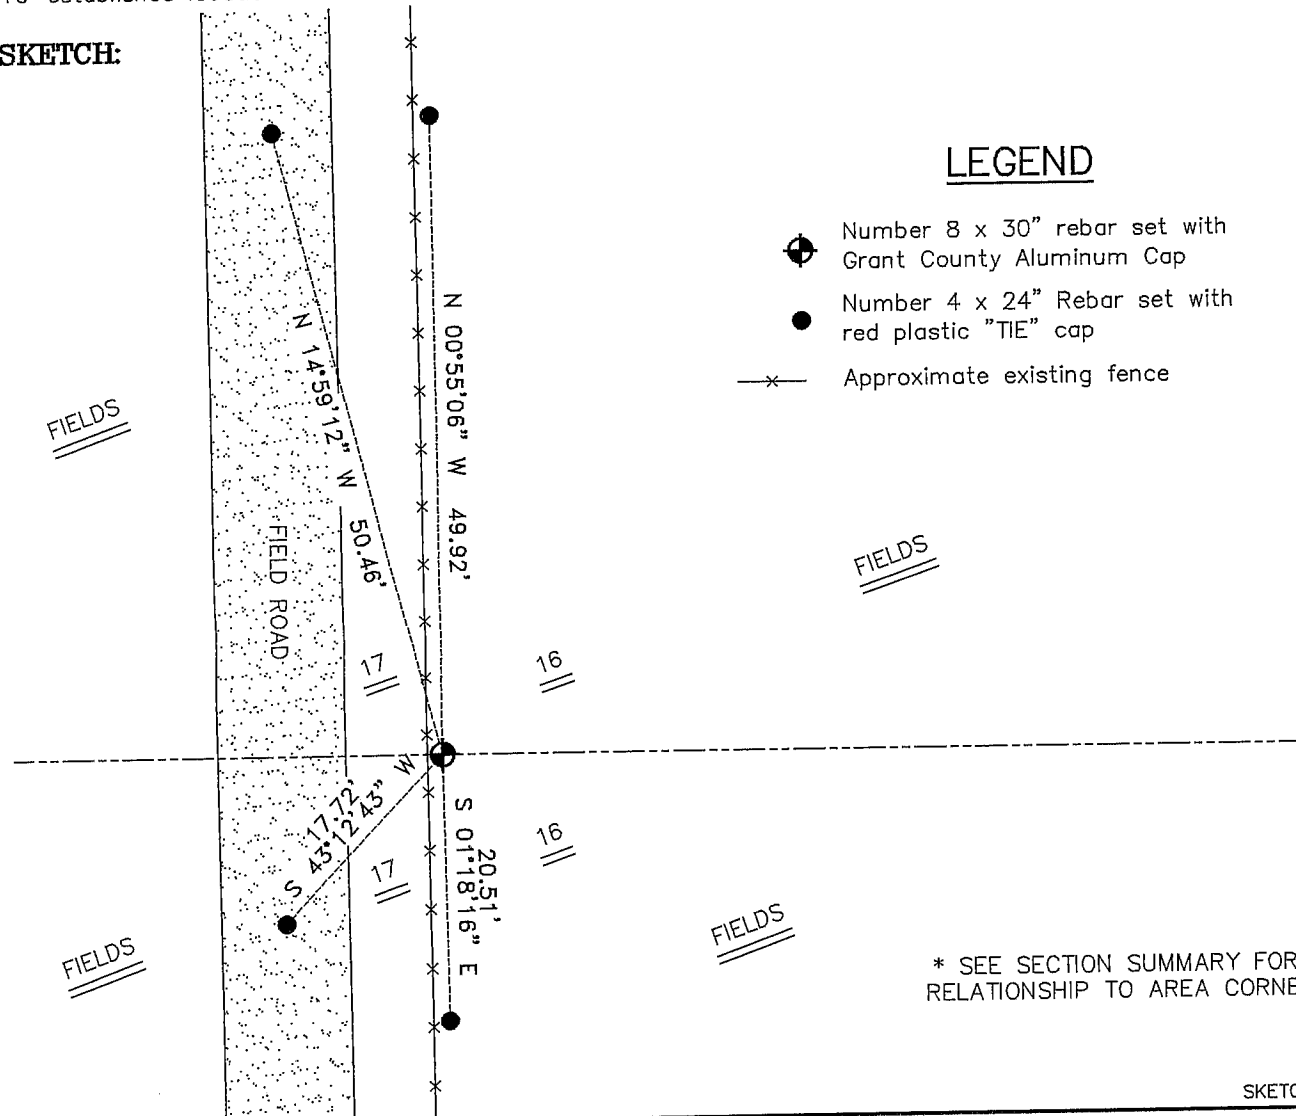 SKETCH:
LEGEND
Number 8 x 30" rebar set with
Grant County Aluminum Cap
Number 4 x 24" Rebar set with
red plastic "TIE" cap
Approximate existing fence
N 00°55'06" W 49.92'
N 14°59'12" W 50.46'
FIELDS
FIELDS
FIELD ROAD
17
16
17.72'
S 43°12'43" W
20.51'
S 01°18'16" E
17
16
FIELDS
FIELDS
* SEE SECTION SUMMARY FOR
RELATIONSHIP TO AREA CORNE
SKETC